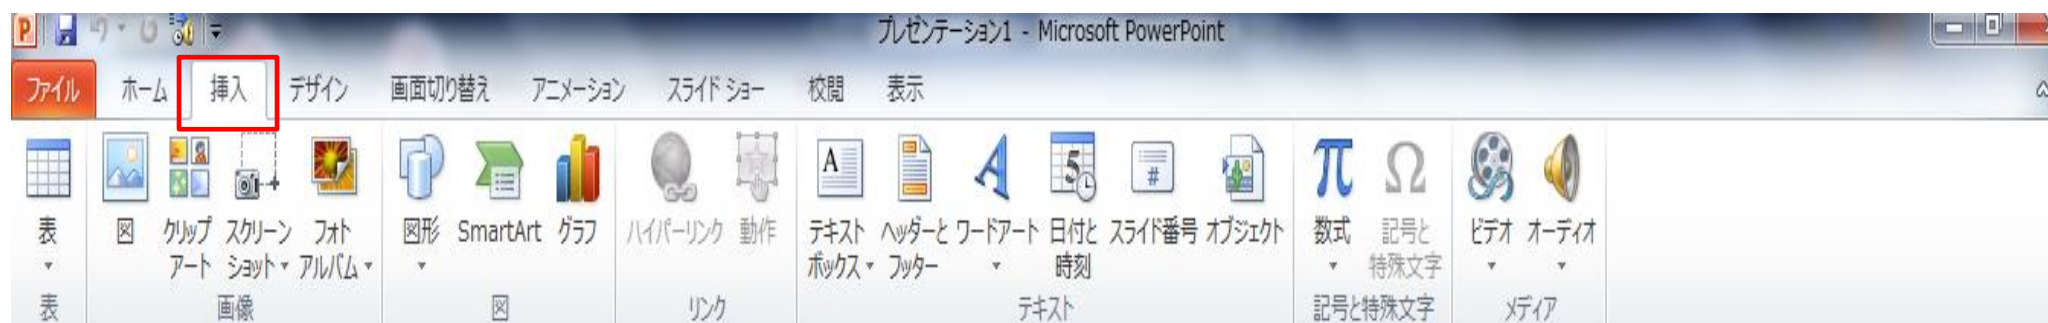 プレゼンテーション1 - Microsoft PowerPoint
ファイル ホーム 挿入 デザイン 画面切り替え アニメーション スライド ショー 校閲 表示
表 図 クリップ スクリーン フォト 図形 SmartArt グラフ ハイパーリンク 動作 テキスト ヘッダーと ワードアート 日付と スライド番号 オブジェクト 数式 記号と ビデオ オーディオ
アート ショット アルバム ボックス フッター 時刻 特殊文字
表 画像 図 リンク テキスト 記号と特殊文字 メディア